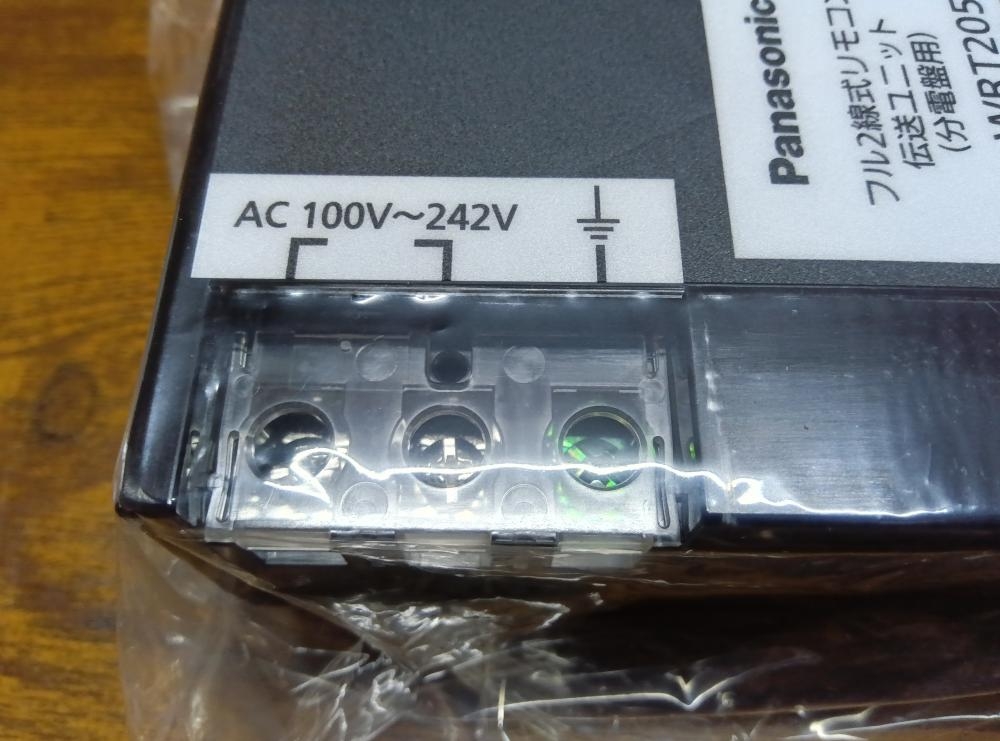 AC 100V～242V
Panasonic
フル2線式リモコン
伝送ユニット
(分電盤用)
WRT205